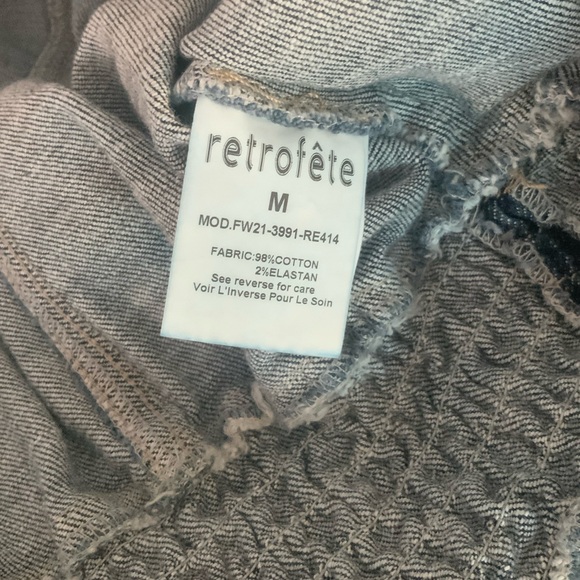 retrofête
M
MOD.FW21-3991-RE414
FABRIC:98%COTTON
2%ELASTAN
See reverse for care
Voir L'Inverse Pour Le Soin